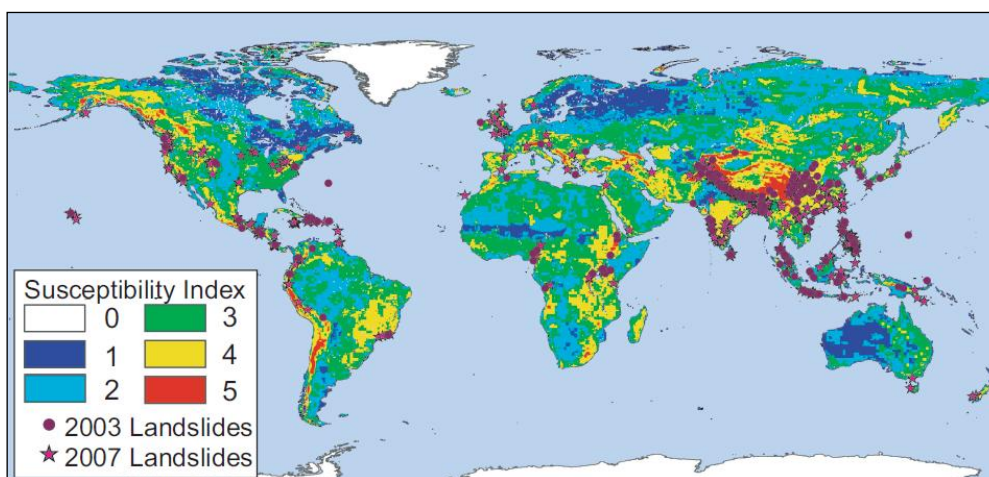 Susceptibility Index
0 3
1 4
2 5
2003 Landslides
2007 Landslides